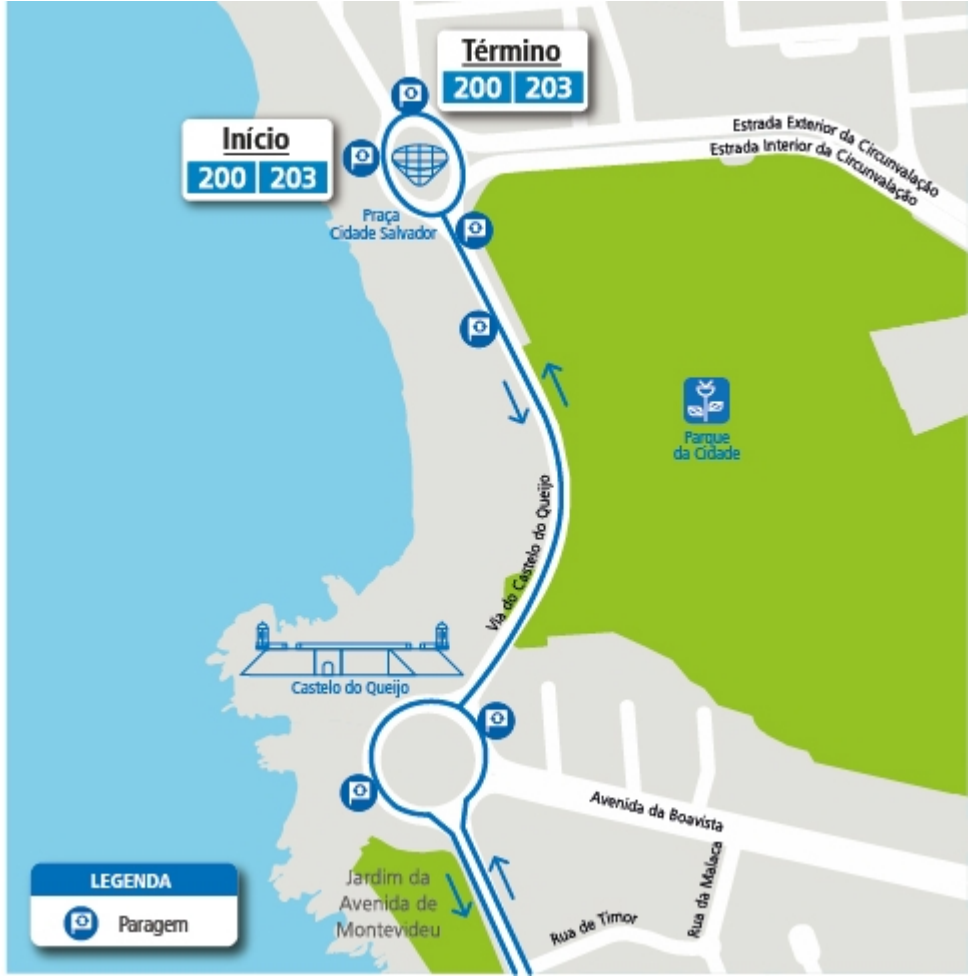 Término
200 203
Início
200 203
Estrada Exterior da Circunvalação
Estrada Interior da Circunvalação
Praça
Cidade Salvador
Parque
da Cidade
Via do Castelo do Queijo
Castelo do Queijo
Avenida da Boavista
Rua da Malaca
Rua de Timor
Jardim da
Avenida de
Montevideu
LEGENDA
Paragem